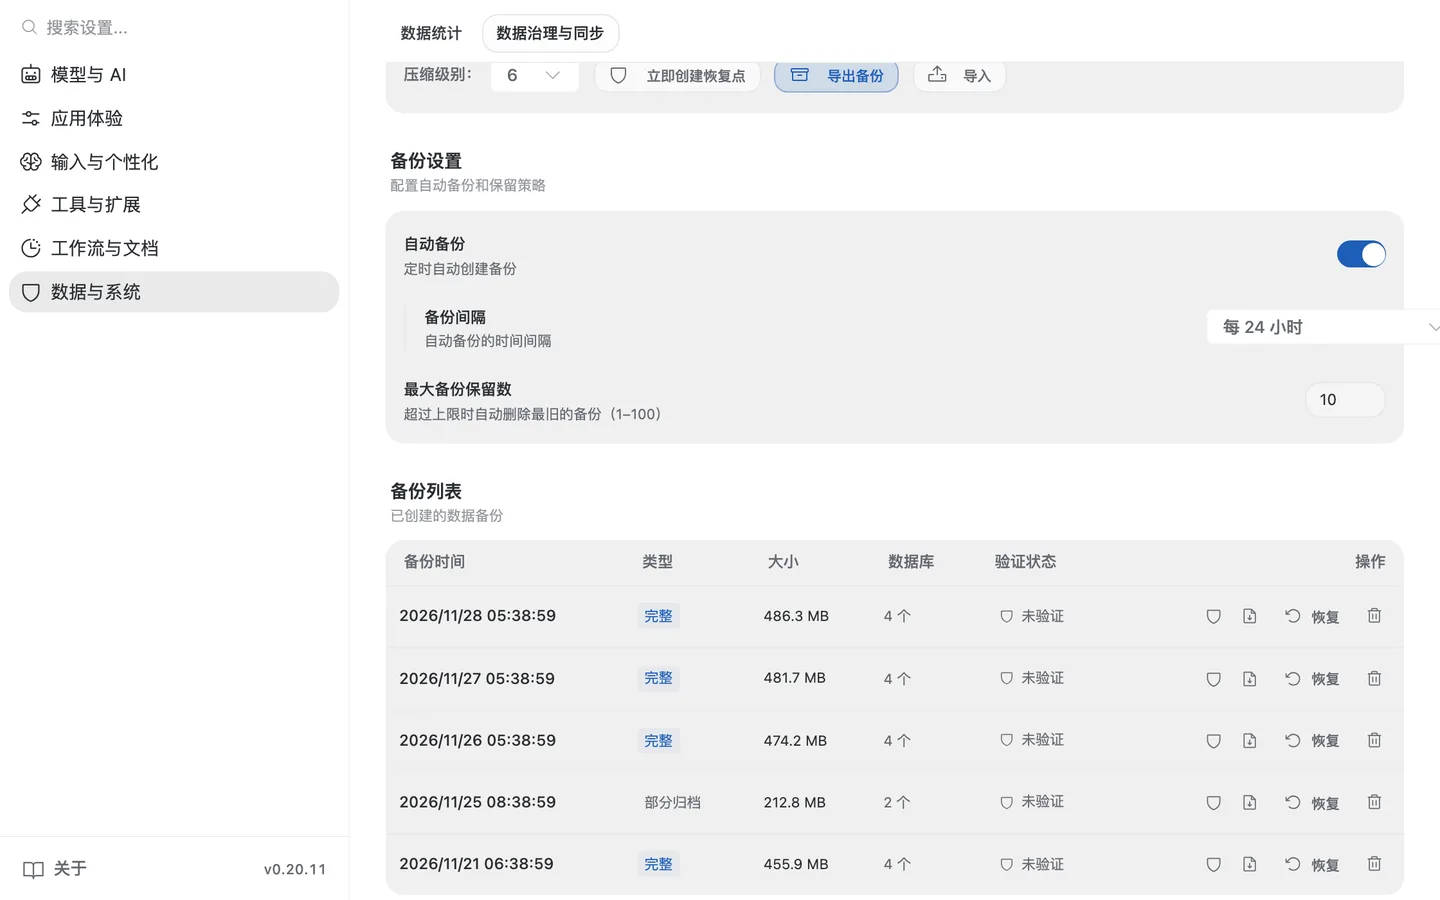 搜索设置...
模型与 AI
应用体验
输入与个性化
工具与扩展
工作流与文档
数据与系统
关于 v0.20.11
数据统计 数据治理与同步
压缩级别： 6 立即创建恢复点 导出备份 导入
备份设置
配置自动备份和保留策略
自动备份
定时自动创建备份
备份间隔
自动备份的时间间隔
每 24 小时
最大备份保留数
超过上限时自动删除最旧的备份（1–100）
10
备份列表
已创建的数据备份
备份时间 类型 大小 数据库 验证状态 操作
2026/11/28 05:38:59 完整 486.3 MB 4 个 未验证 恢复
2026/11/27 05:38:59 完整 481.7 MB 4 个 未验证 恢复
2026/11/26 05:38:59 完整 474.2 MB 4 个 未验证 恢复
2026/11/25 08:38:59 部分归档 212.8 MB 2 个 未验证 恢复
2026/11/21 06:38:59 完整 455.9 MB 4 个 未验证 恢复